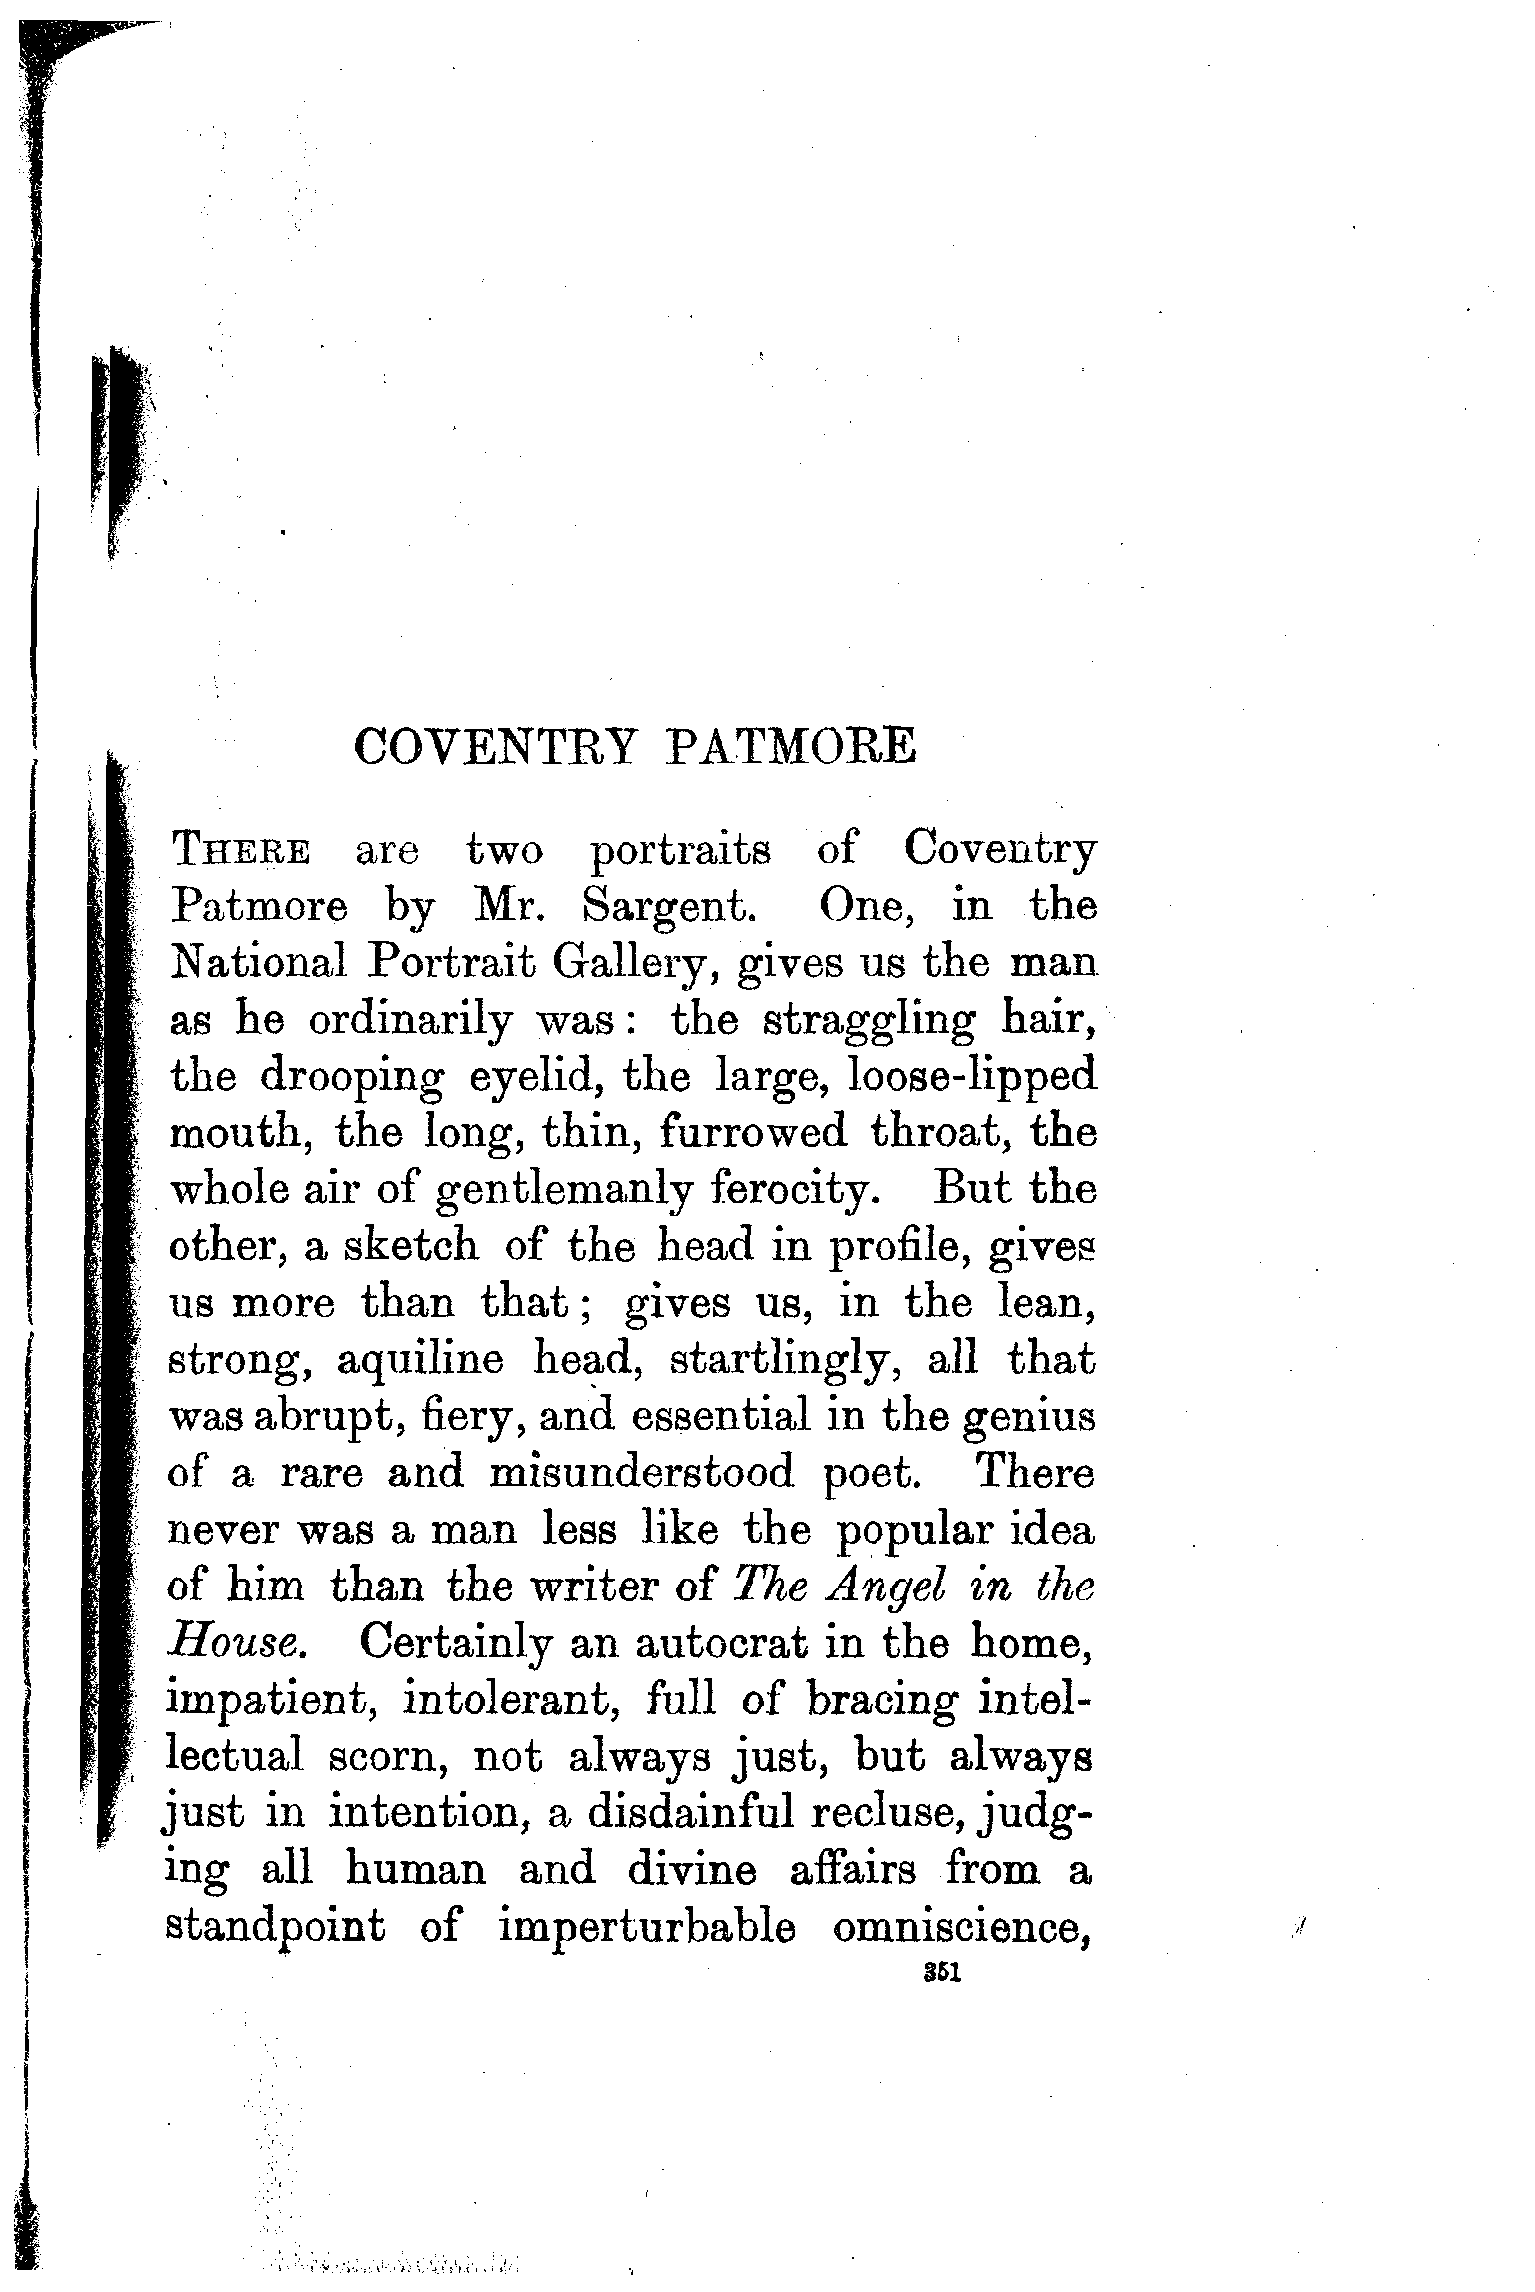 COVENTRY PATMORE
THERE are two portraits of Coventry
Patmore by Mr. Sargent. One, in the
National Portrait Gallery, gives us the man
as he ordinarily was: the straggling hair,
the drooping eyelid, the large, loose-lipped
mouth, the long, thin, furrowed throat, the
whole air of gentlemanly ferocity. But the
other, a sketch of the head in profile, gives
us more than that; gives us, in the lean,
strong, aquiline head, startlingly, all that
was abrupt, fiery, and essential in the genius
of a rare and misunderstood poet. There
never was a man less like the popular idea
of him than the writer of The Angel in the
House. Certainly an autocrat in the home,
impatient, intolerant, full of bracing intel-
lectual scorn, not always just, but always
just in intention, a disdainful recluse, judg-
ing all human and divine affairs from a
standpoint of imperturbable omniscience,
351